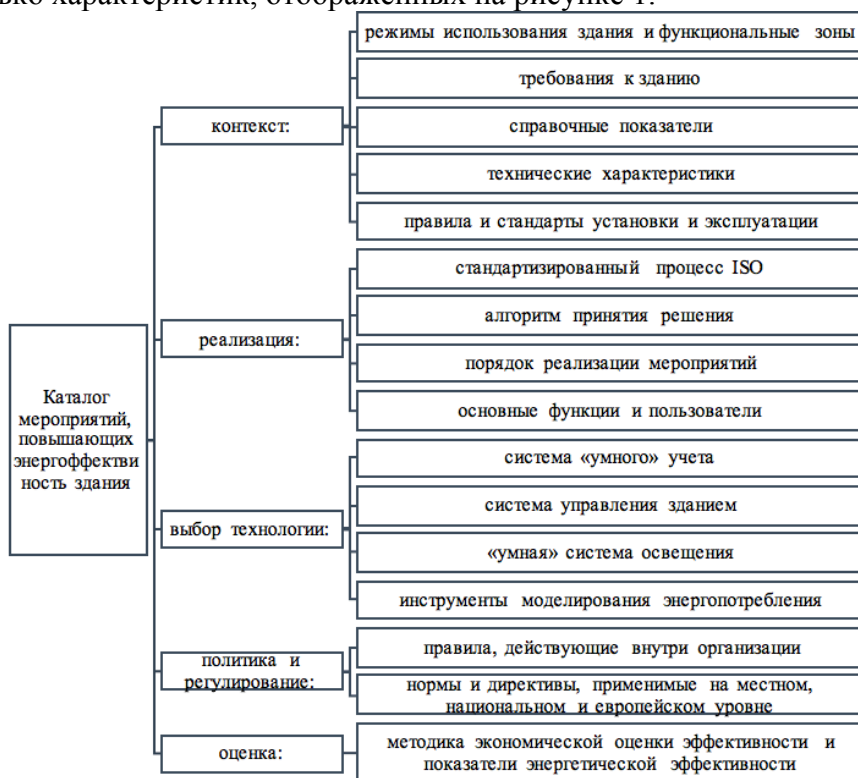 ько характеристик, отображенных на рисунке 1.
режимы использования здания и функциональные зоны
требования к зданию
контекст:
справочные показатели
технические характеристики
правила и стандарты установки и эксплуатации
стандартизированный процесс ISO
алгоритм принятия решения
реализация:
порядок реализации мероприятий
основные функции и пользователи
Каталог
мероприятий,
повышающих
энергоффектви
ность здания
система «умного» учета
система управления зданием
выбор технологии:
«умная» система освещения
инструменты моделирования энергопотребления
политика и
регулирование:
правила, действующие внутри организации
нормы и директивы, применимые на местном,
национальном и европейском уровне
оценка:
методика экономической оценки эффективности и
показатели энергетической эффективности